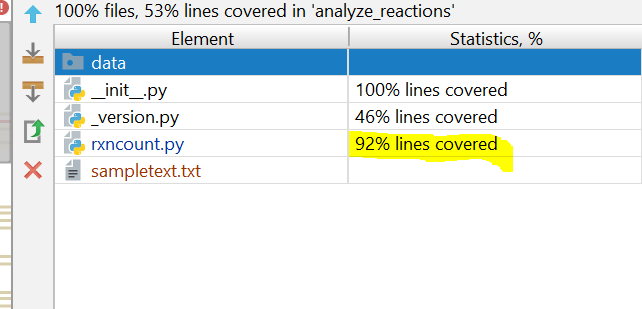 100% files, 53% lines covered in 'analyze_reactions'
Element Statistics, %
data
__init__.py 100% lines covered
_version.py 46% lines covered
rxncount.py 92% lines covered
sampletext.txt